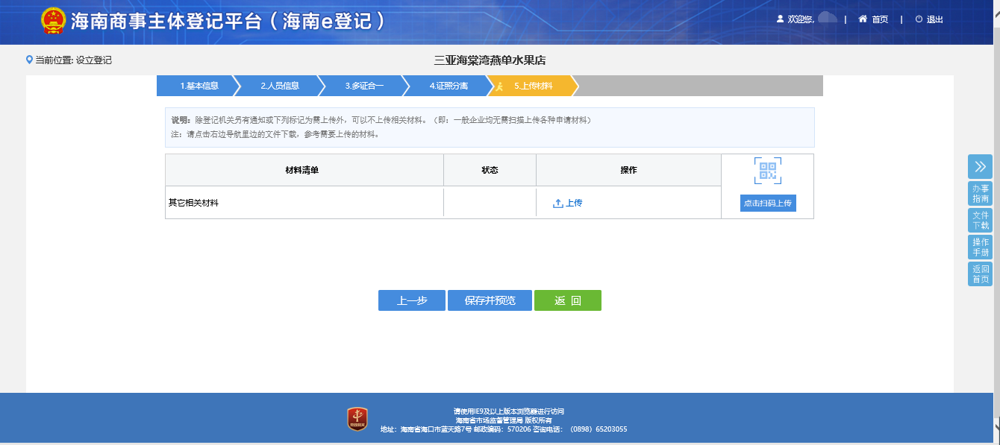 海南商事主体登记平台（海南e登记）
欢迎您, | 首页 | 退出
当前位置: 设立登记
三亚海棠湾燕单水果店
1.基本信息 2.人员信息 3.多证合一 4.证照分离 5.上传材料
说明：除登记机关另有通知或下列标记为需上传外，可以不上传相关材料。（即：一般企业均无需扫描上传各种申请材料）
注：请点击右边导航里边的文件下载，参考需要上传的材料。
材料清单 状态 操作
其它相关材料 上传
点击扫码上传
办事
指南
文件
下载
操作
手册
返回
首页
上一步 保存并预览 返 回
请使用IE9及以上版本浏览器进行访问
海南省市场监督管理局 版权所有
地址：海南省海口市蓝天路7号 邮政编码：570206 咨询电话：（0898）65203055